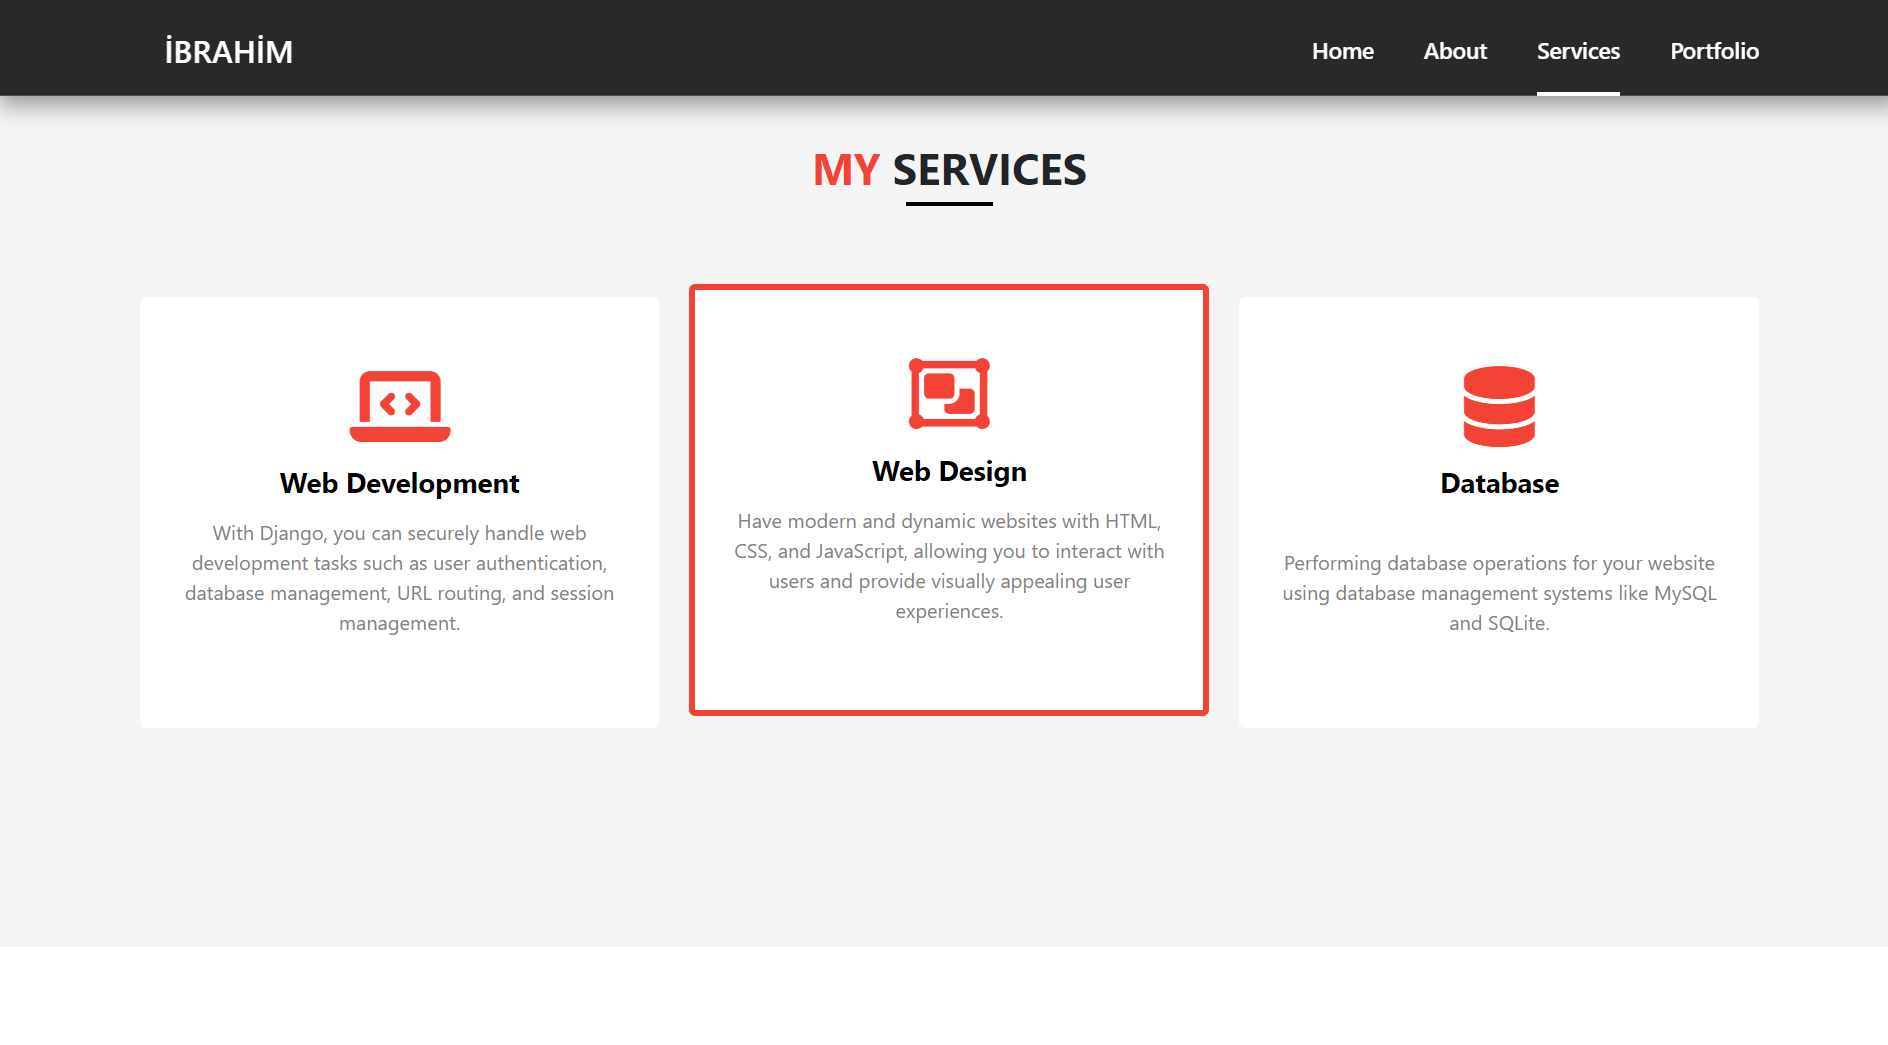 İBRAHİM
Home About Services Portfolio
MY SERVICES
Web Development
With Django, you can securely handle web
development tasks such as user authentication,
database management, URL routing, and session
management.
Web Design
Have modern and dynamic websites with HTML,
CSS, and JavaScript, allowing you to interact with
users and provide visually appealing user
experiences.
Database
Performing database operations for your website
using database management systems like MySQL
and SQLite.